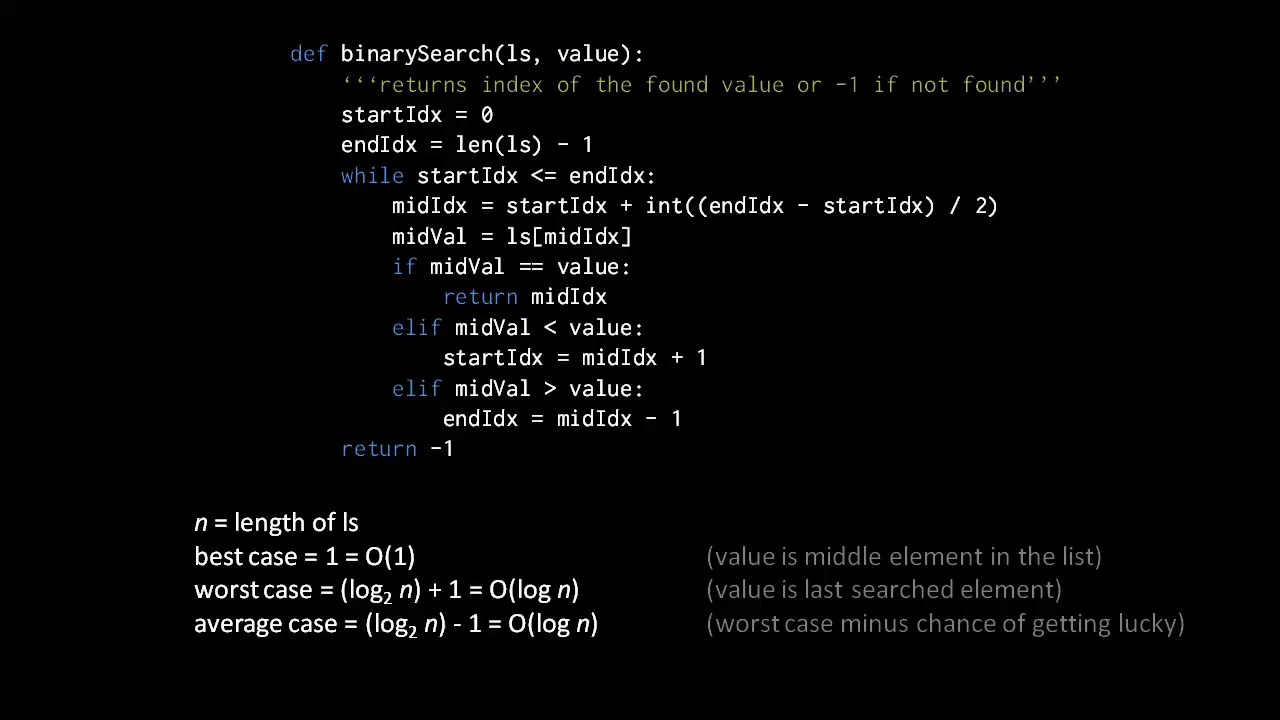 def binarySearch(ls, value):
‘‘‘returns index of the found value or -1 if not found’’’
startIdx = 0
endIdx = len(ls) - 1
while startIdx <= endIdx:
midIdx = startIdx + int((endIdx - startIdx) / 2)
midVal = ls[midIdx]
if midVal == value:
return midIdx
elif midVal < value:
startIdx = midIdx + 1
elif midVal > value:
endIdx = midIdx - 1
return -1
n = length of ls
best case = 1 = O(1) (value is middle element in the list)
worst case = (log₂ n) + 1 = O(log n) (value is last searched element)
average case = (log₂ n) - 1 = O(log n) (worst case minus chance of getting lucky)